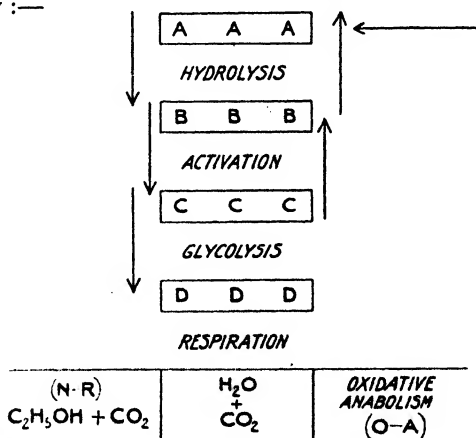 :—
A A A
HYDROLYSIS
B B B
ACTIVATION
C C C
GLYCOLYSIS
D D D
RESPIRATION
(N-R)
C₂H₅OH + CO₂
H₂O
+
CO₂
OXIDATIVE
ANABOLISM
(O—A)